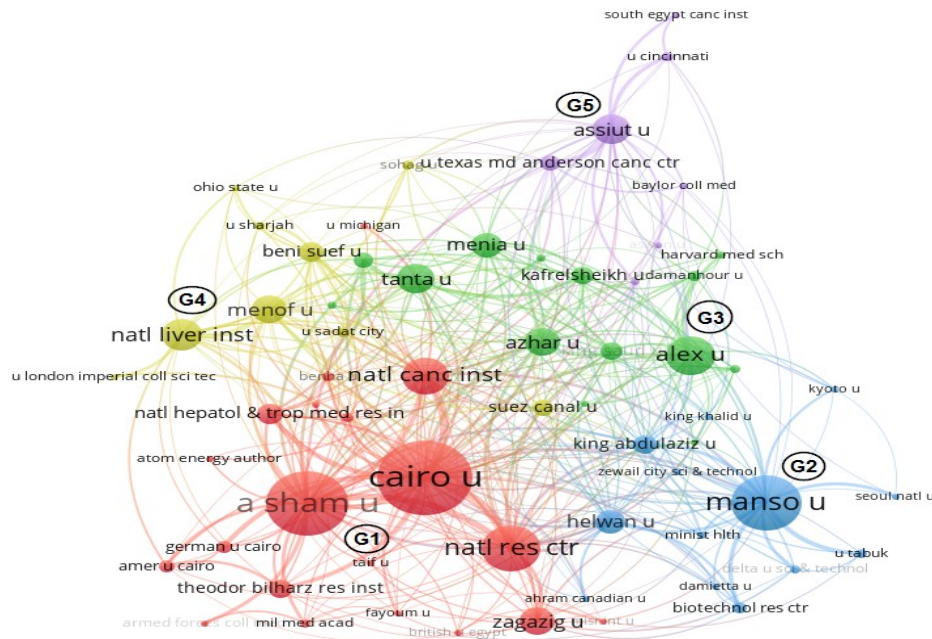 south egypt canc inst
u cincinnati
G5
assiut u
sohag u
u texas md anderson canc ctr
ohio state u
baylor coll med
u sharjah
u michigan
beni suef u
menia u
harvard med sch
tanta u
kafrelsheikh u
damanhour u
G4
menof u
G3
natl liver inst
u sadat city
azhar u
alex u
u london imperial coll sci tec
benha
natl canc inst
kyoto u
natl hepatol & trop med res in
suez canal u
king khalid u
king abdulaziz u
atom energy author
zewail city sci & technol
G2
cairo u
a sham u
manso u
seoul natl u
helwan u
minist hlth
G1
german u cairo
natl res ctr
u tabuk
amer u cairo
taif u
delta u sci & technol
theodor bilharz res inst
damietta u
ahram canadian u
biotechnol res ctr
fayoum u
armed forces coll
mil med acad
zagazig u
british u egypt